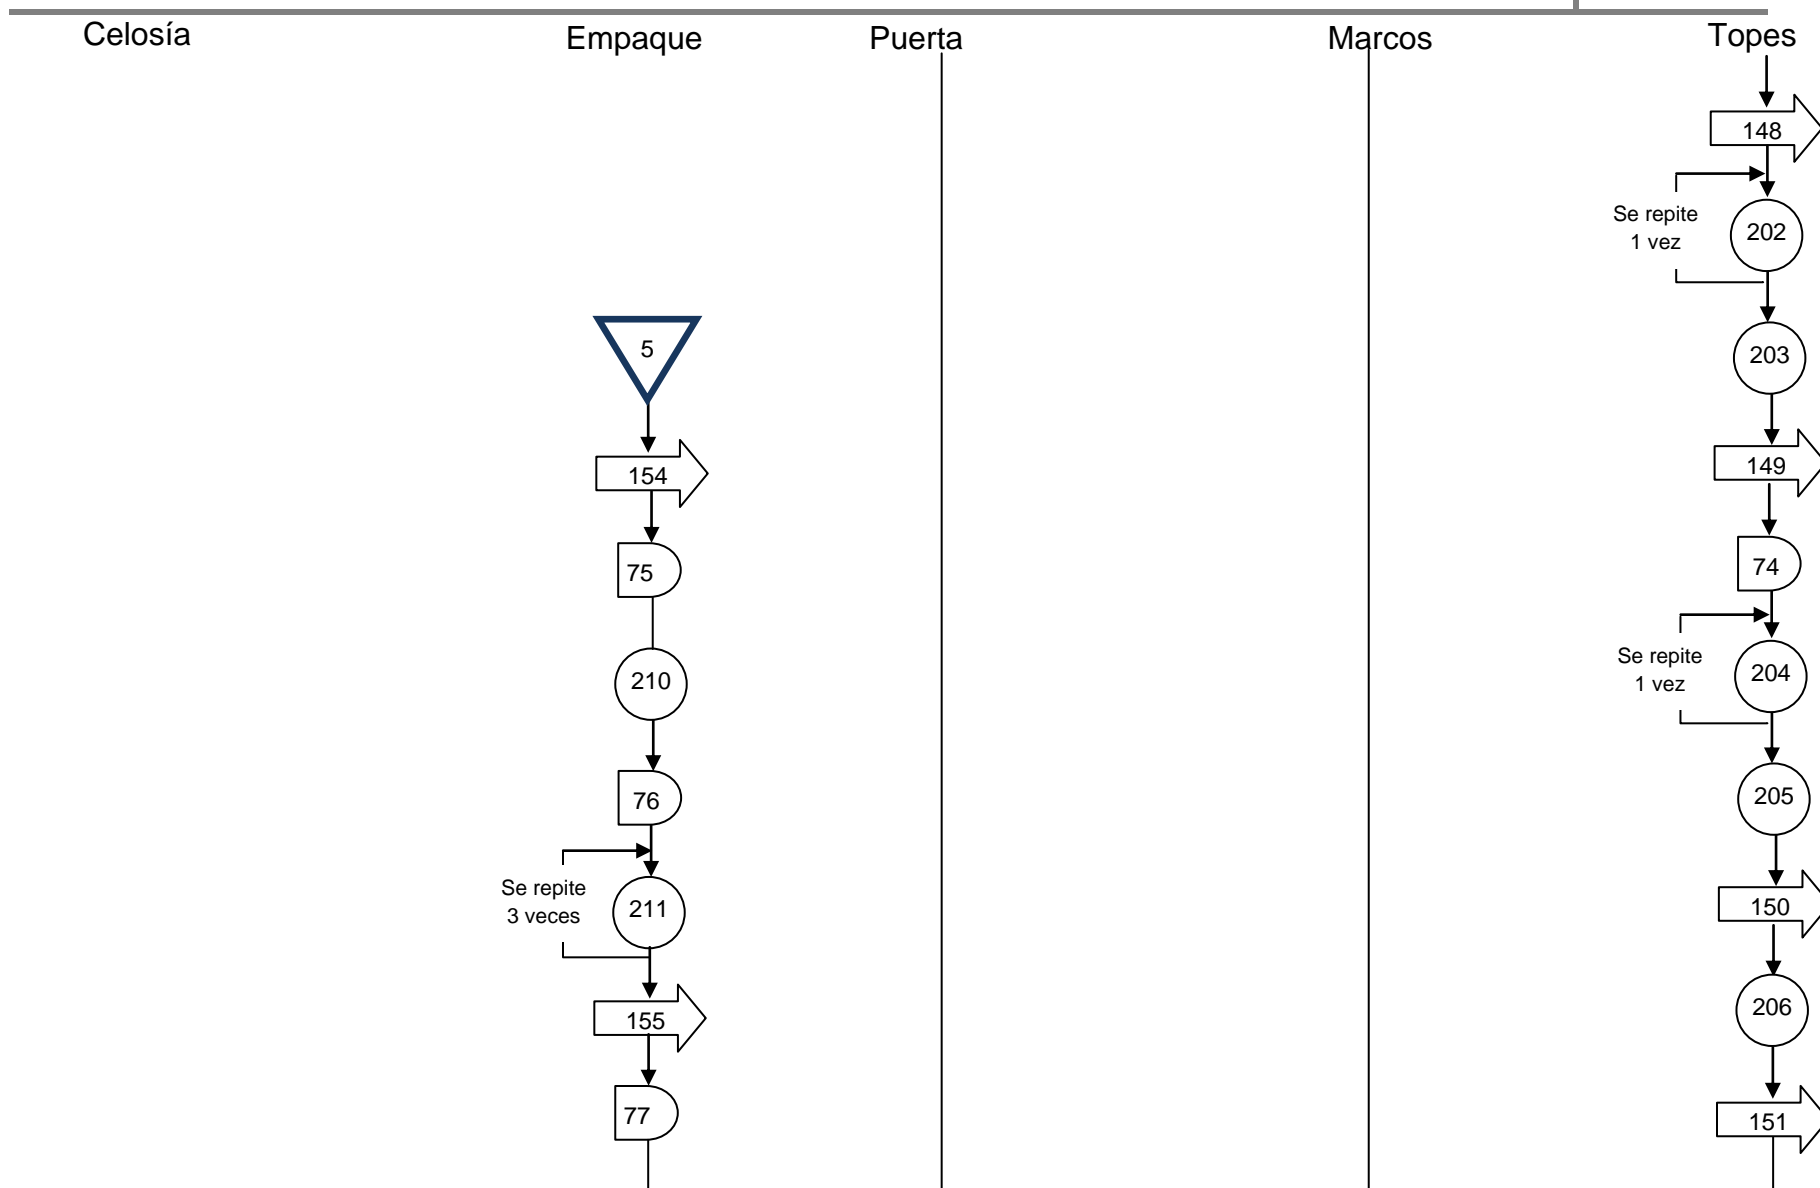 Celosía
Empaque
Puerta
Marcos
Topes
148
Se repite
1 vez
202
203
149
74
Se repite
1 vez
204
205
150
206
151
5
154
75
210
76
Se repite
3 veces
211
155
77